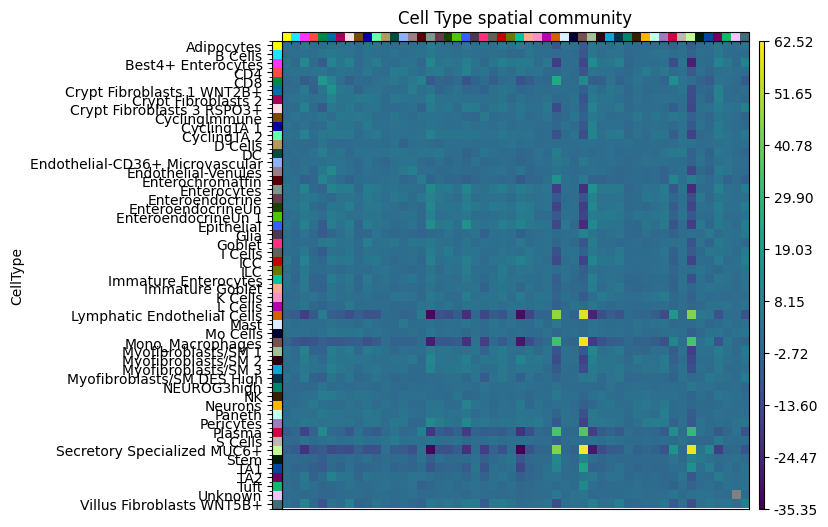 Cell Type spatial community
Adipocytes
B Cells
Best4+ Enterocytes
CD4
CD8
Crypt Fibroblasts 1 WNT2B+
Crypt Fibroblasts 2
Crypt Fibroblasts 3 RSPO3+
CyclingImmune
CyclingTA 1
CyclingTA 2
D Cells
DC
Endothelial-CD36+ Microvascular
Endothelial-Venules
Enterochromaffin
Enterocytes
Enteroendocrine
EnteroendocrineUn
EnteroendocrineUn 1
Epithelial
Glia
Goblet
I Cells
ICC
ILC
Immature Enterocytes
Immature Goblet
K Cells
L Cells
Lymphatic Endothelial Cells
Mast
Mo Cells
Mono_Macrophages
Myofibroblasts/SM 1
Myofibroblasts/SM 2
Myofibroblasts/SM 3
Myofibroblasts/SM DES High
NEUROG3high
NK
Neurons
Paneth
Pericytes
Plasma
S Cells
Secretory Specialized MUC6+
Stem
TA1
TA2
Tuft
Unknown
Villus Fibroblasts WNT5B+
CellType
62.52
51.65
40.78
29.90
19.03
8.15
-2.72
-13.60
-24.47
-35.35